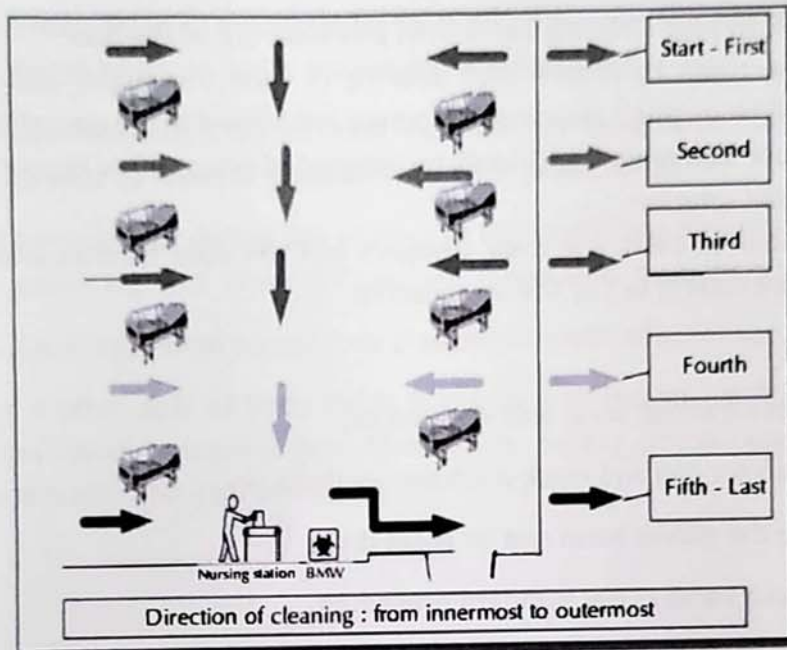 Start - First
Second
Third
Fourth
Fifth - Last
Nursing station
BMW
Direction of cleaning : from innermost to outermost